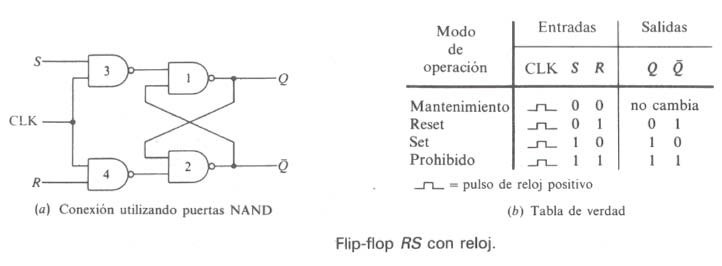 S
CLK
R
3
4
1
2
Q
Q̄
(a) Conexión utilizando puertas NAND
Modo de operación
Entradas
Salidas
CLK S R
Q Q̄
Mantenimiento 0 0 no cambia
Reset 0 1 0 1
Set 1 0 1 0
Prohibido 1 1 1 1
= pulso de reloj positivo
(b) Tabla de verdad
Flip-flop RS con reloj.